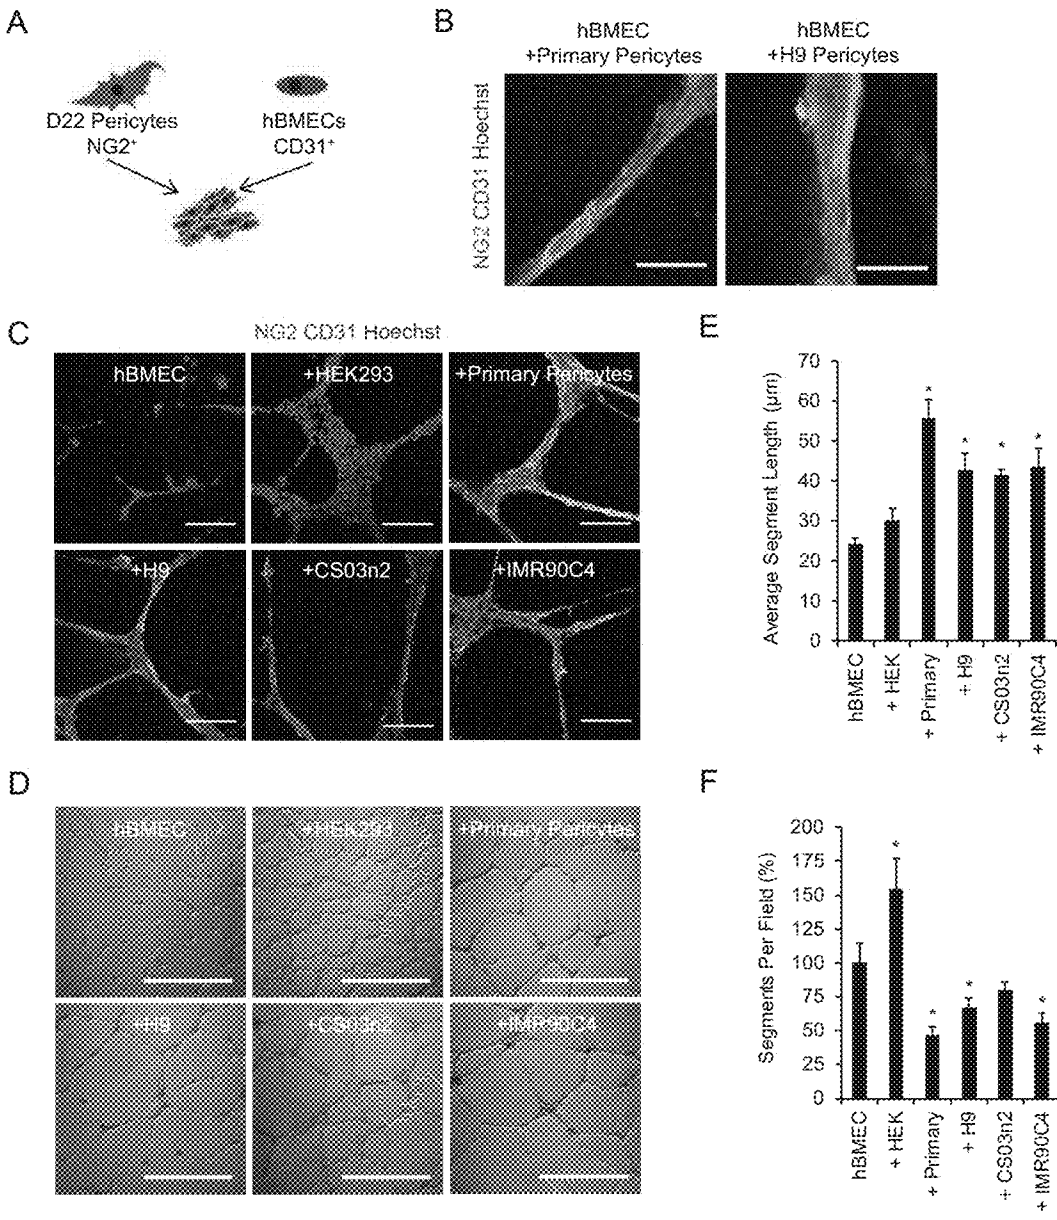 A
D22 Pericytes
NG2+
hBMECs
CD31+
B
hBMEC
+Primary Pericytes
hBMEC
+H9 Pericytes
NG2 CD31 Hoechst
C
NG2 CD31 Hoechst
hBMEC
+HEK293
+Primary Pericytes
+H9
+CS03n2
+IMR90C4
D
hBMEC
+HEK293
+Primary Pericytes
+H9
+CS03n2
+IMR90C4
E
Average Segment Length (μm)
70
60
50
40
30
20
10
0
*
*
*
*
hBMEC
+ HEK
+ Primary
+ H9
+ CS03n2
+ IMR90C4
F
Segments Per Field (%)
200
175
150
125
100
75
50
25
0
*
*
*
*
hBMEC
+ HEK
+ Primary
+ H9
+ CS03n2
+ IMR90C4